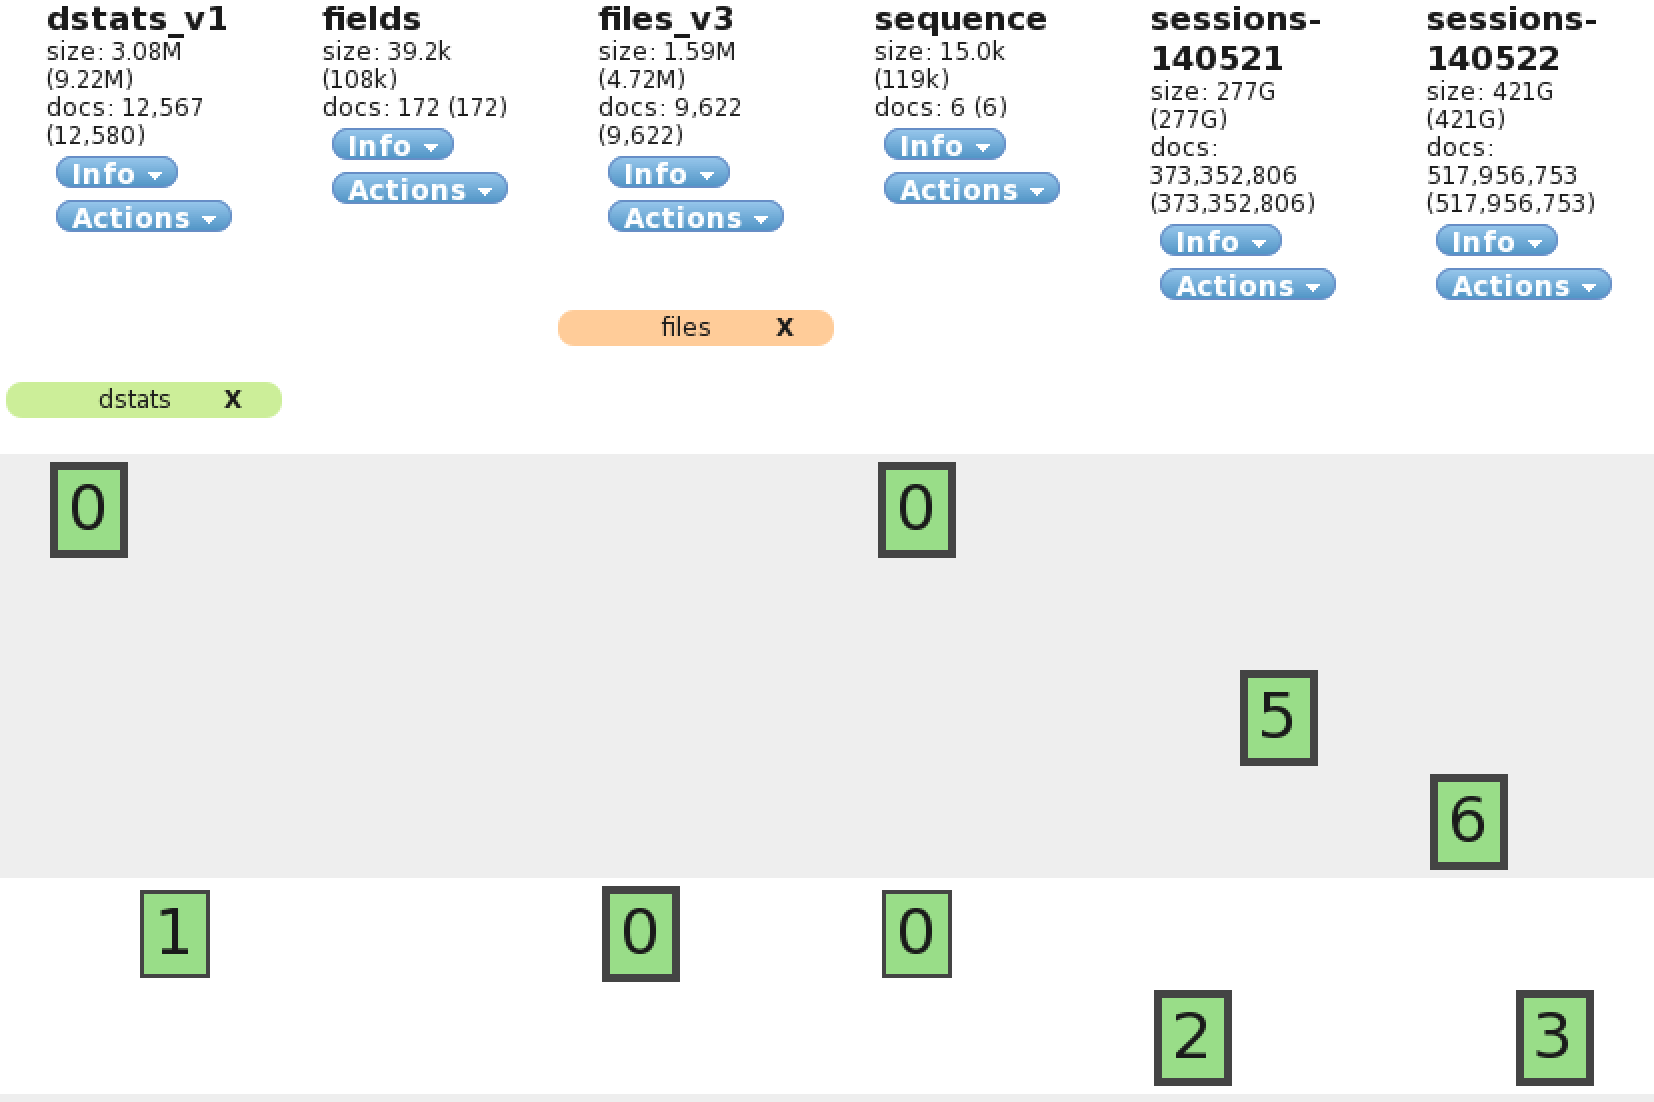 dstats_v1
size: 3.08M
(9.22M)
docs: 12,567
(12,580)
Info
Actions
fields
size: 39.2k
(108k)
docs: 172 (172)
Info
Actions
files_v3
size: 1.59M
(4.72M)
docs: 9,622
(9,622)
Info
Actions
sequence
size: 15.0k
(119k)
docs: 6 (6)
Info
Actions
sessions-
140521
size: 277G
(277G)
docs:
373,352,806
(373,352,806)
Info
Actions
sessions-
140522
size: 421G
(421G)
docs:
517,956,753
(517,956,753)
Info
Actions
files X
dstats X
0 0
5
6
1 0 0
2 3